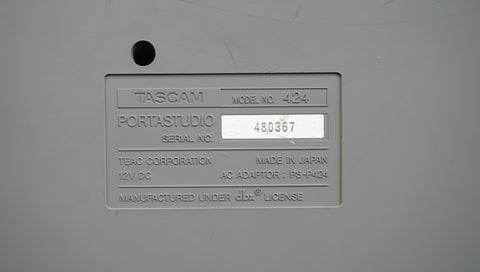 TASCAM MODEL NO. 424
PORTASTUDIO
SERIAL NO. 480367
TEAC CORPORATION MADE IN JAPAN
12V DC AC ADAPTOR : PS-P424
MANUFACTURED UNDER dbx® LICENSE